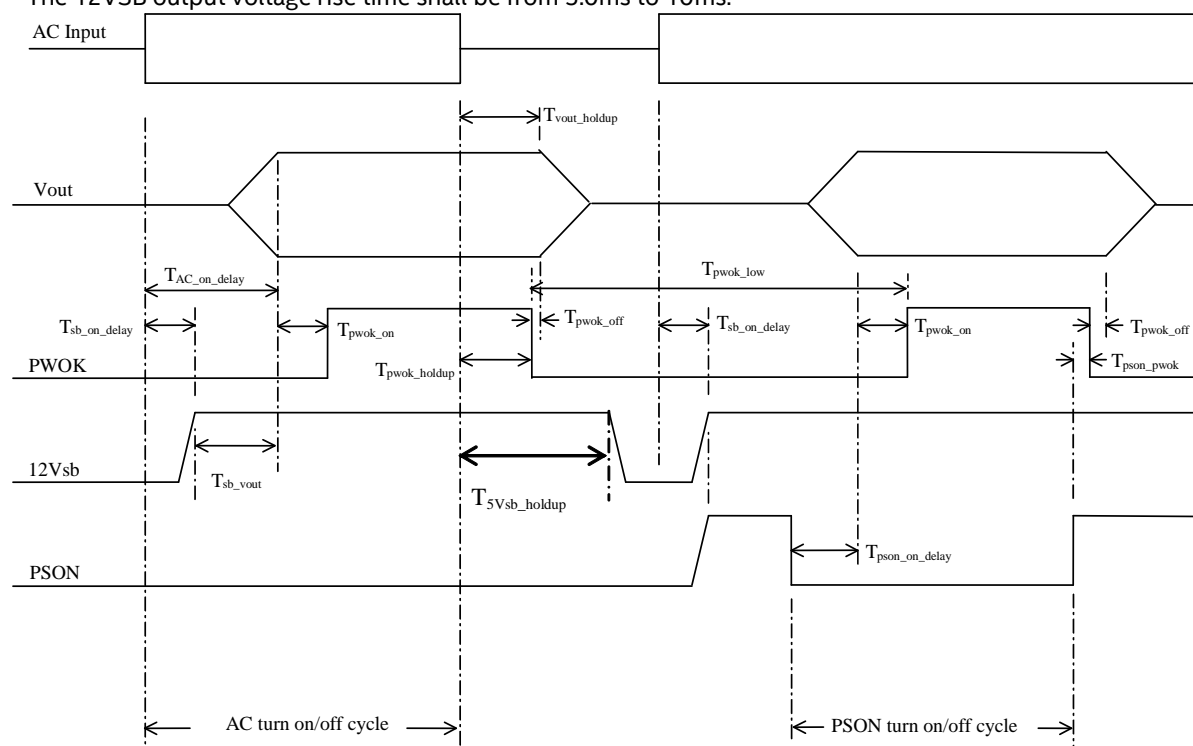 The 12VSB output voltage rise time shall be from 5.0ms to 10ms.
AC Input
Tvout_holdup
Vout
TAC_on_delay
Tpwok_low
Tsb_on_delay
Tpwok_on
Tpwok_off
Tsb_on_delay
Tpwok_on
Tpwok_off
PWOK
Tpwok_holdup
Tpson_pwok
12Vsb
Tsb_vout
T5Vsb_holdup
Tpson_on_delay
PSON
AC turn on/off cycle
PSON turn on/off cycle